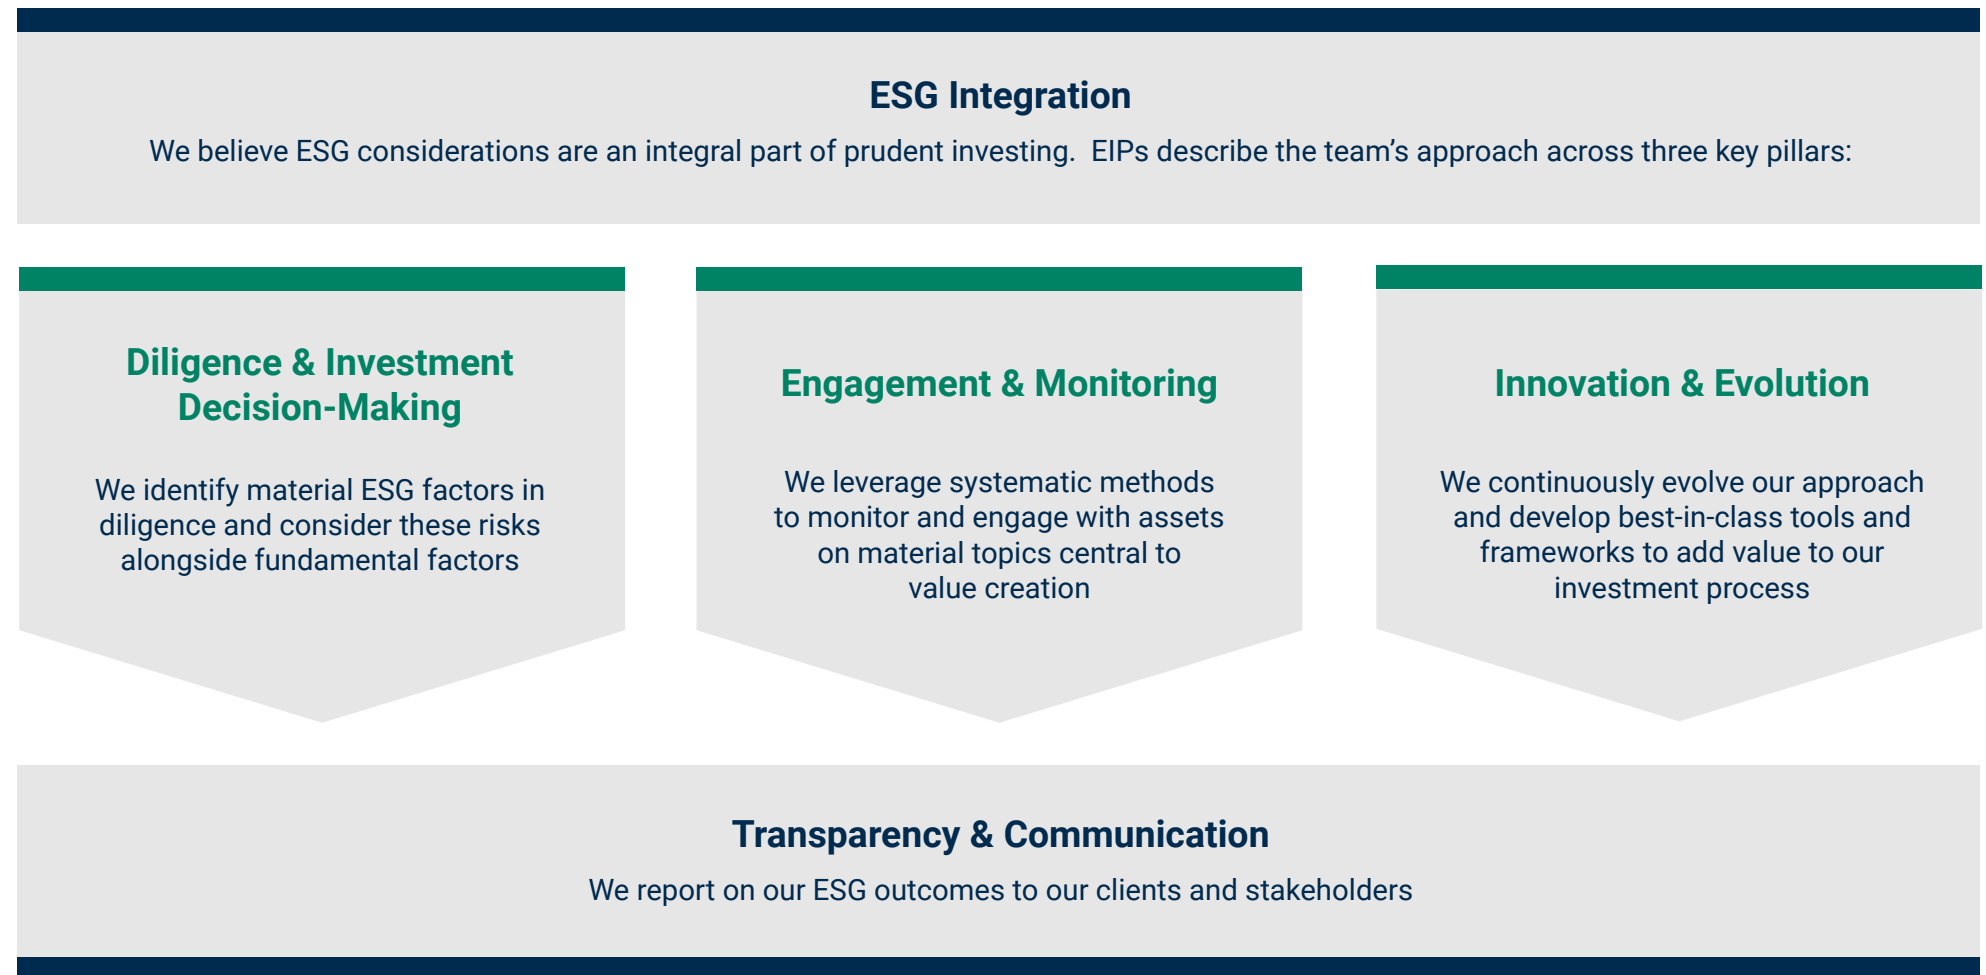 ESG Integration
We believe ESG considerations are an integral part of prudent investing.  EIPs describe the team’s approach across three key pillars:
Diligence & Investment
Decision-Making
We identify material ESG factors in
diligence and consider these risks
alongside fundamental factors
Engagement & Monitoring
We leverage systematic methods
to monitor and engage with assets
on material topics central to
value creation
Innovation & Evolution
We continuously evolve our approach
and develop best-in-class tools and
frameworks to add value to our
investment process
Transparency & Communication
We report on our ESG outcomes to our clients and stakeholders